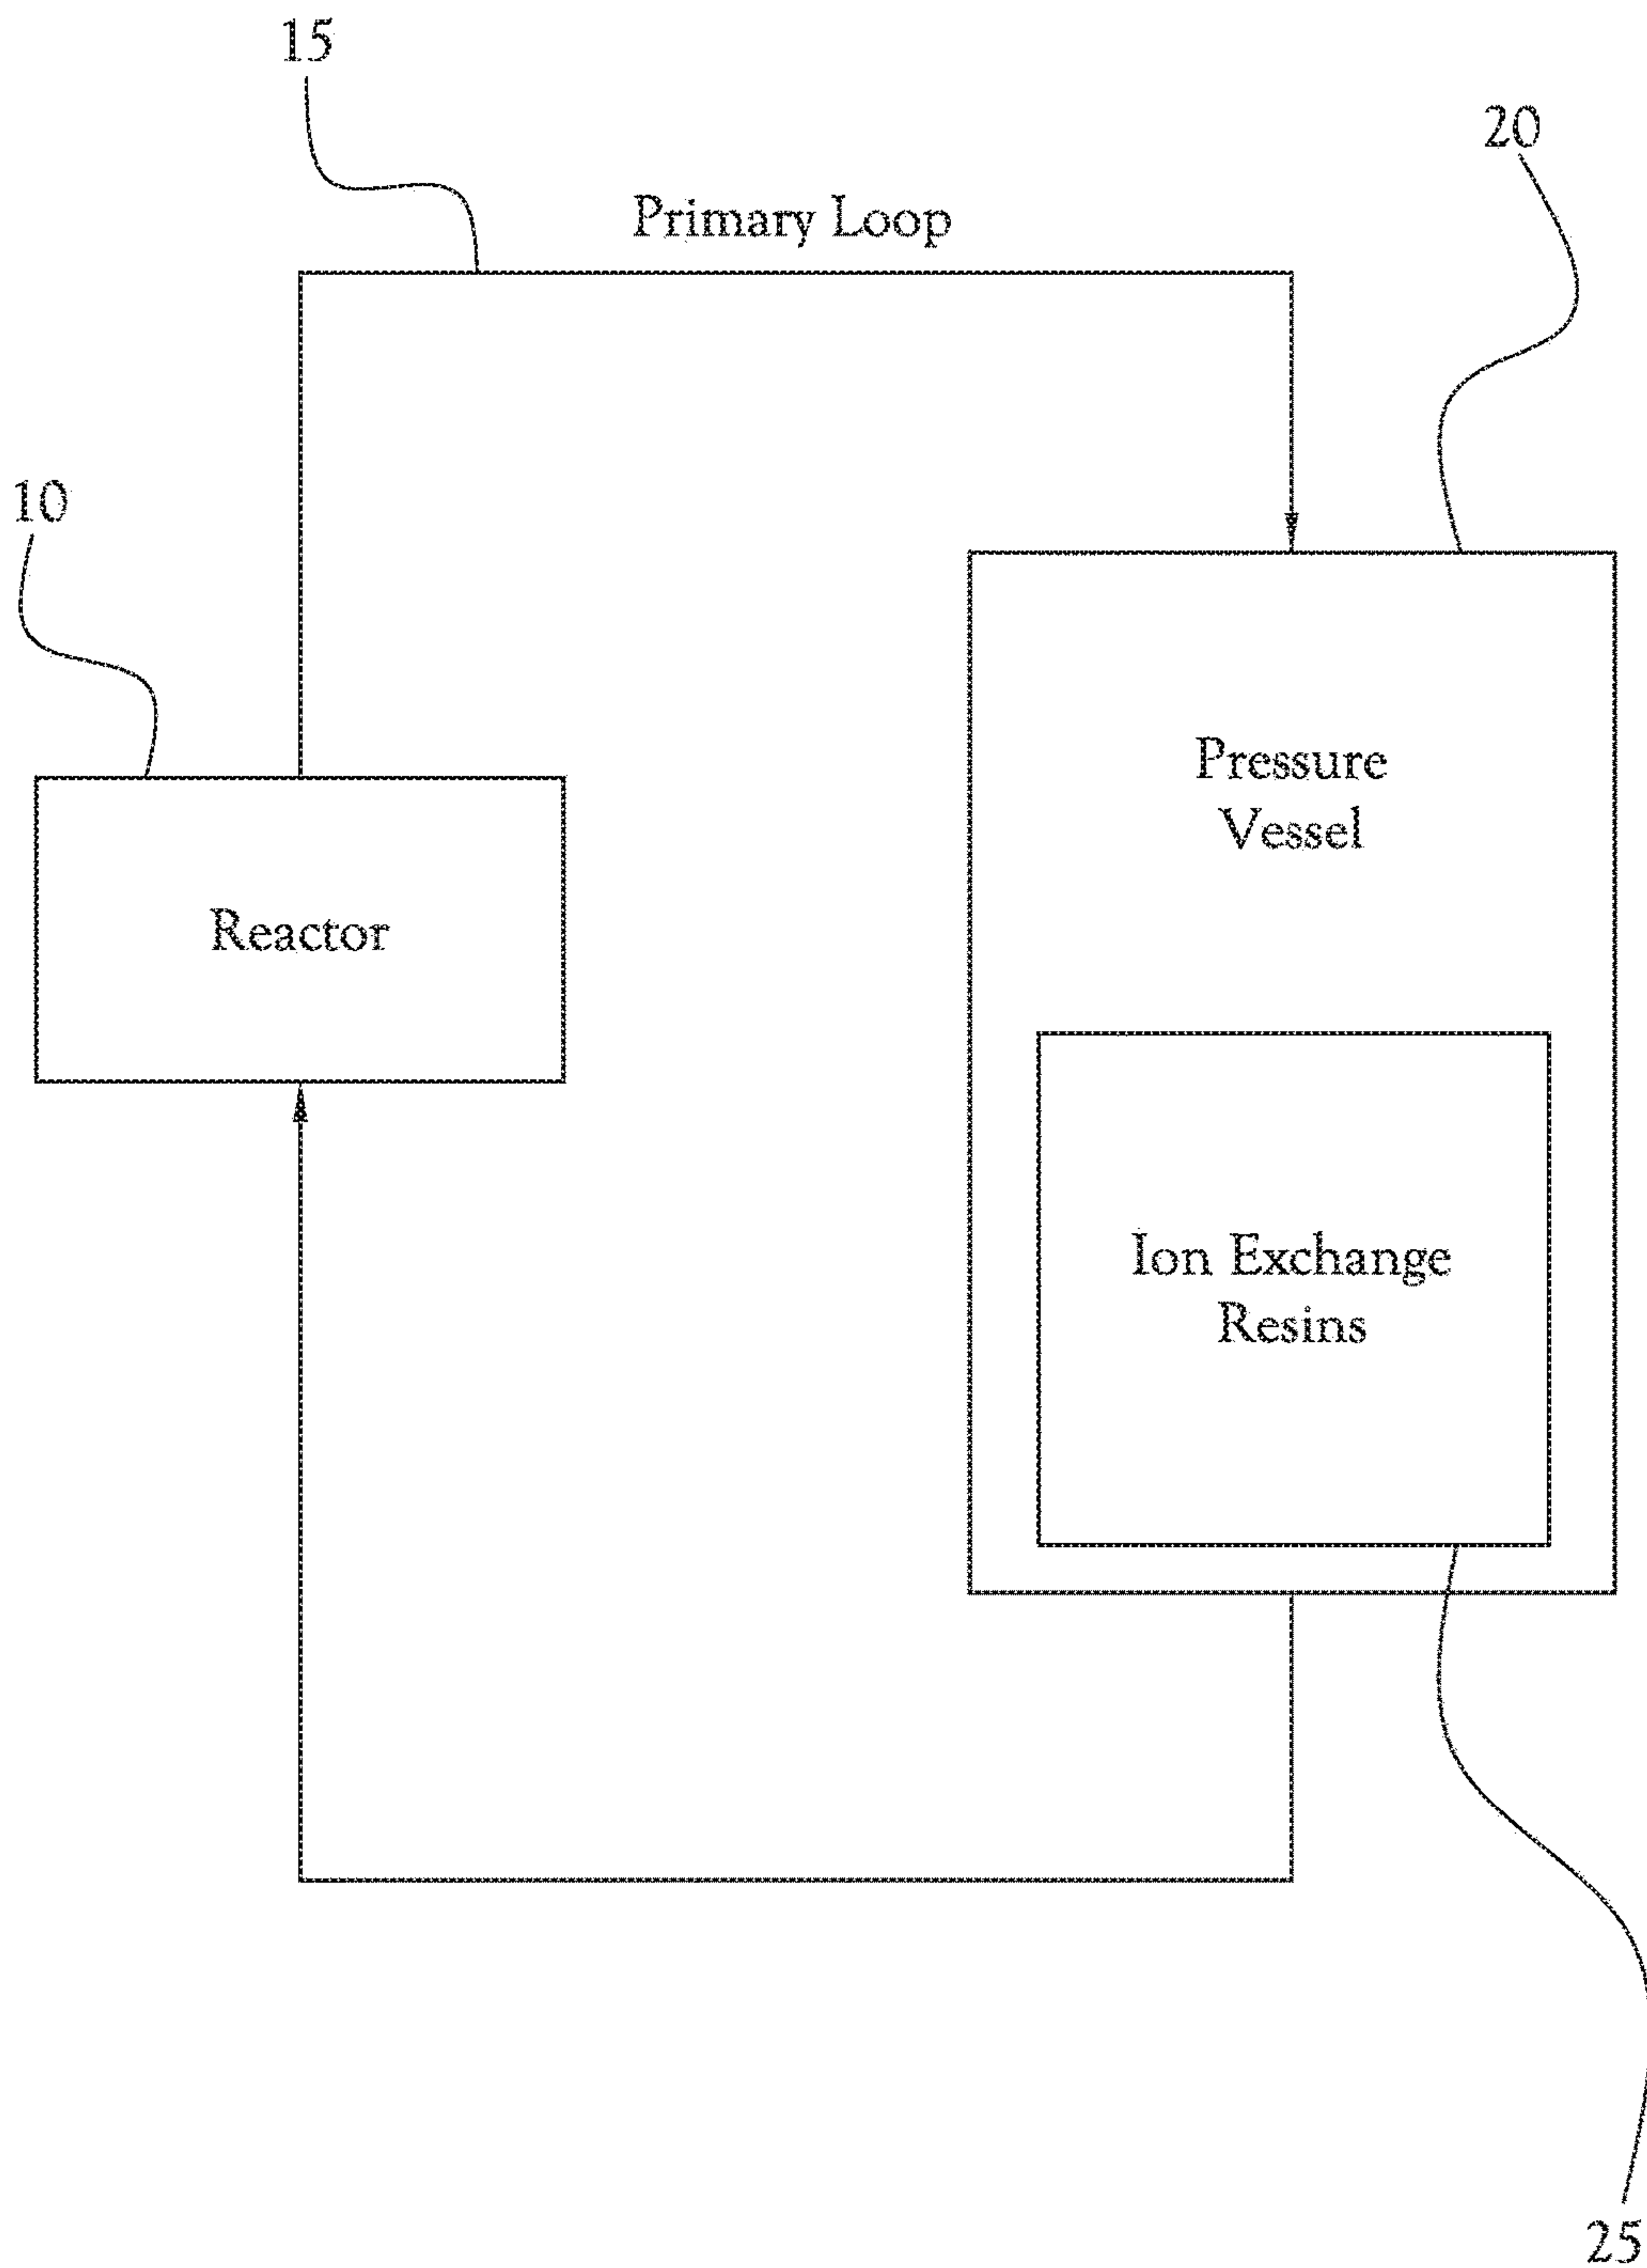 15
20
Primary Loop
10
Pressure
Vessel
Reactor
Ion Exchange
Resins
25